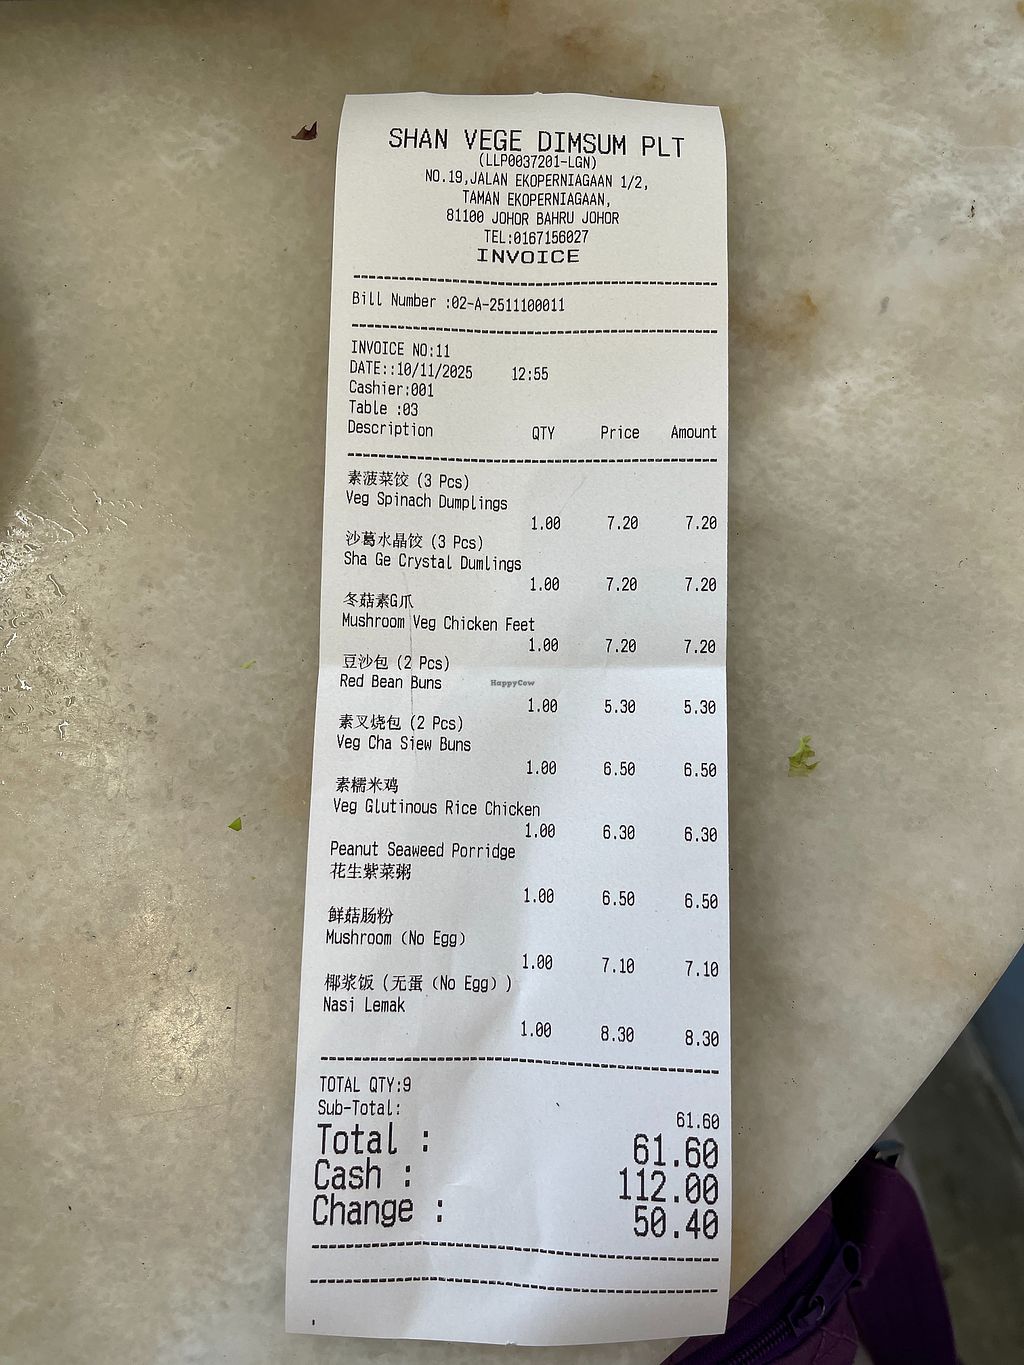 SHAN VEGE DIMSUM PLT
(LLP0037201-LGN)
NO.19,JALAN EKOPERNIAGAAN 1/2,
TAMAN EKOPERNIAGAAN,
81100 JOHOR BAHRU JOHOR
TEL:0167156027
INVOICE
Bill Number :02-A-2511100011
INVOICE NO:11
DATE::10/11/2025 12:55
Cashier:001
Table :03
Description QTY Price Amount
素菠菜饺 (3 Pcs)
Veg Spinach Dumplings
1.00 7.20 7.20
沙葛水晶饺 (3 Pcs)
Sha Ge Crystal Dumlings
1.00 7.20 7.20
冬菇素G爪
Mushroom Veg Chicken Feet
1.00 7.20 7.20
豆沙包 (2 Pcs)
Red Bean Buns
1.00 5.30 5.30
素叉烧包 (2 Pcs)
Veg Cha Siew Buns
1.00 6.50 6.50
素糯米鸡
Veg Glutinous Rice Chicken
1.00 6.30 6.30
Peanut Seaweed Porridge
花生紫菜粥
1.00 6.50 6.50
鲜菇肠粉
Mushroom（No Egg）
1.00 7.10 7.10
椰浆饭 (无蛋（No Egg）)
Nasi Lemak
1.00 8.30 8.30
TOTAL QTY:9
Sub-Total: 61.60
Total : 61.60
Cash : 112.00
Change : 50.40
HappyCow